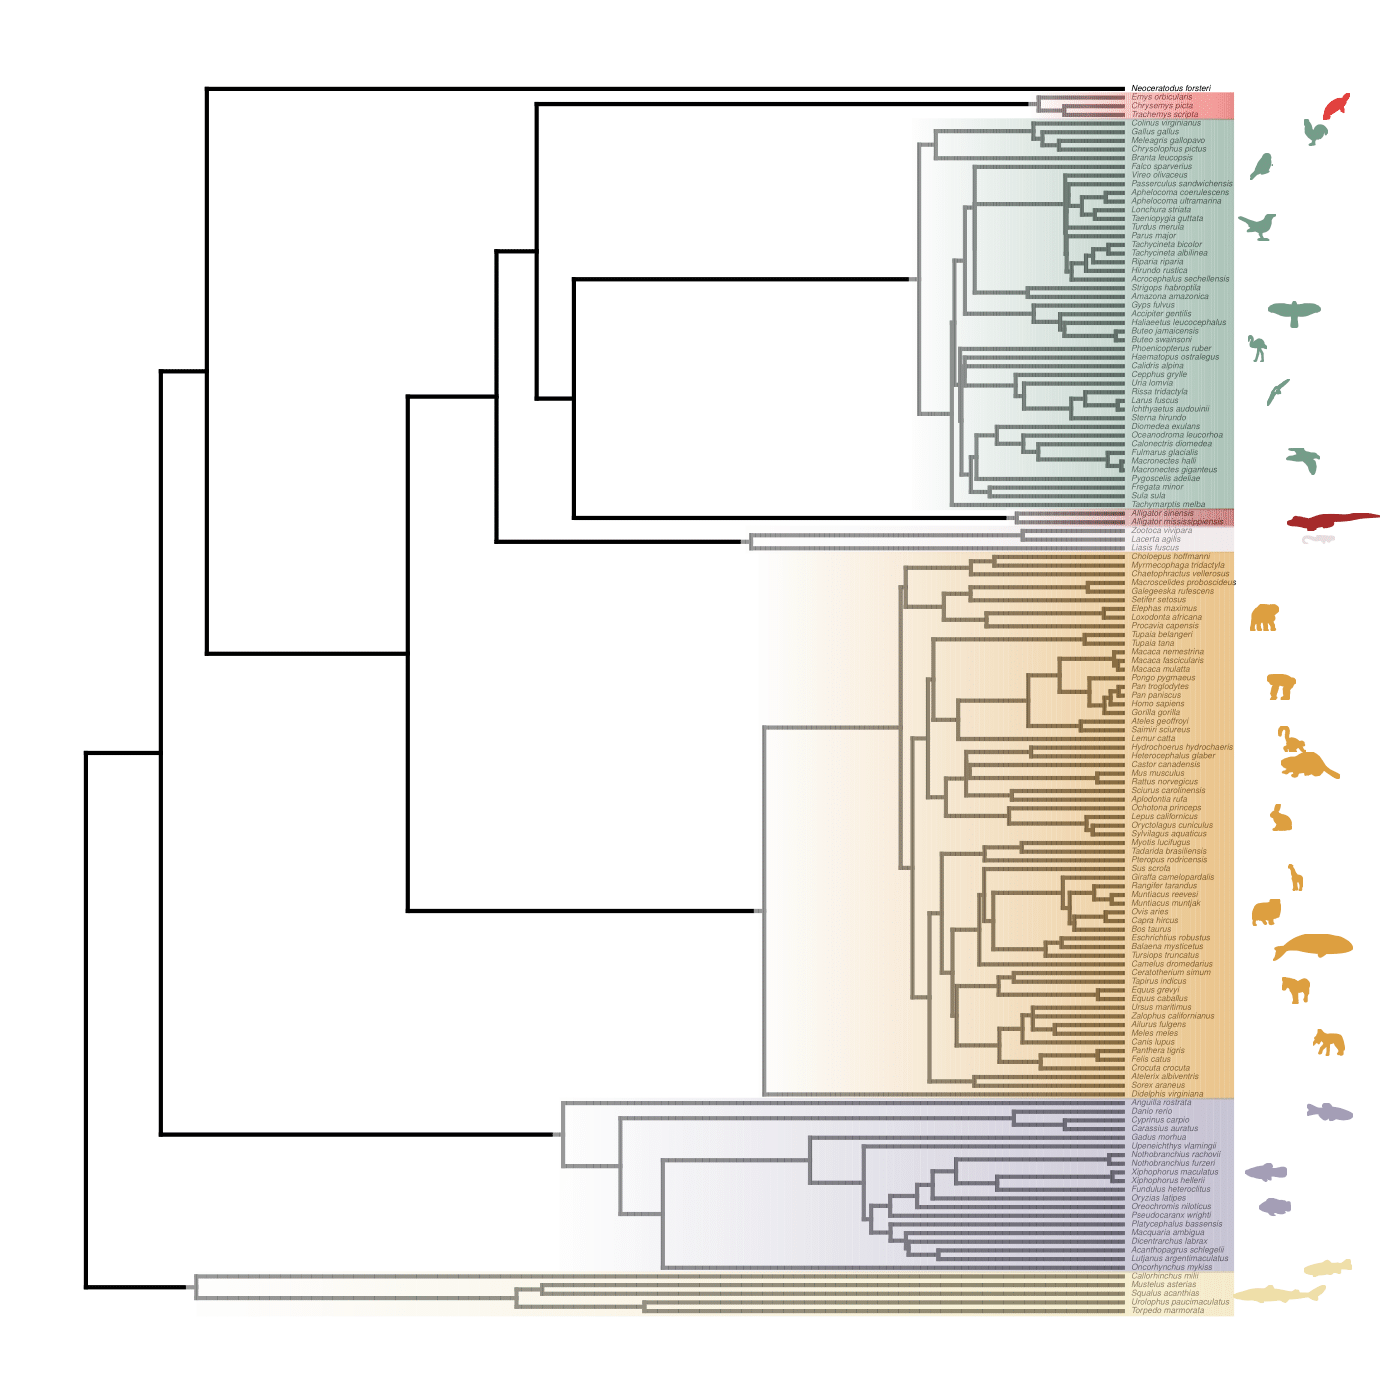 Neoceratodus forsteri
Emys orbicularis
Chrysemys picta
Trachemys scripta
Colinus virginianus
Gallus gallus
Meleagris gallopavo
Chrysolophus pictus
Branta leucopsis
Falco sparverius
Vireo olivaceus
Passerculus sandwichensis
Aphelocoma coerulescens
Aphelocoma ultramarina
Lonchura striata
Taeniopygia guttata
Turdus merula
Parus major
Tachycineta bicolor
Tachycineta albilinea
Riparia riparia
Hirundo rustica
Acrocephalus sechellensis
Strigops habroptila
Amazona amazonica
Gyps fulvus
Accipiter gentilis
Haliaeetus leucocephalus
Buteo jamaicensis
Buteo swainsoni
Phoenicopterus ruber
Haematopus ostralegus
Calidris alpina
Cepphus grylle
Uria lomvia
Rissa tridactyla
Larus fuscus
Ichthyaetus audouinii
Sterna hirundo
Diomedea exulans
Oceanodroma leucorhoa
Calonectris diomedea
Fulmarus glacialis
Macronectes halli
Macronectes giganteus
Pygoscelis adeliae
Fregata minor
Sula sula
Tachymarptis melba
Alligator sinensis
Alligator mississippiensis
Zootoca vivipara
Lacerta agilis
Liasis fuscus
Choloepus hoffmanni
Myrmecophaga tridactyla
Chaetophractus vellerosus
Macroscelides proboscideus
Galegeeska rufescens
Setifer setosus
Elephas maximus
Loxodonta africana
Procavia capensis
Tupaia belangeri
Tupaia tana
Macaca nemestrina
Macaca fascicularis
Macaca mulatta
Pongo pygmaeus
Pan troglodytes
Pan paniscus
Homo sapiens
Gorilla gorilla
Ateles geoffroyi
Saimiri sciureus
Lemur catta
Hydrochoerus hydrochaeris
Heterocephalus glaber
Castor canadensis
Mus musculus
Rattus norvegicus
Sciurus carolinensis
Aplodontia rufa
Ochotona princeps
Lepus californicus
Oryctolagus cuniculus
Sylvilagus aquaticus
Myotis lucifugus
Tadarida brasiliensis
Pteropus rodricensis
Sus scrofa
Giraffa camelopardalis
Rangifer tarandus
Muntiacus reevesi
Muntiacus muntjak
Ovis aries
Capra hircus
Bos taurus
Eschrichtius robustus
Balaena mysticetus
Tursiops truncatus
Camelus dromedarius
Ceratotherium simum
Tapirus indicus
Equus grevyi
Equus caballus
Ursus maritimus
Zalophus californianus
Ailurus fulgens
Meles meles
Canis lupus
Panthera tigris
Felis catus
Crocuta crocuta
Atelerix albiventris
Sorex araneus
Didelphis virginiana
Anguilla rostrata
Danio rerio
Cyprinus carpio
Carassius auratus
Gadus morhua
Upeneichthys vlamingii
Nothobranchius rachovii
Nothobranchius furzeri
Xiphophorus maculatus
Xiphophorus hellerii
Fundulus heteroclitus
Oryzias latipes
Oreochromis niloticus
Pseudocaranx wrighti
Platycephalus bassensis
Macquaria ambigua
Dicentrarchus labrax
Acanthopagrus schlegelii
Lutjanus argentimaculatus
Oncorhynchus mykiss
Callorhinchus milii
Mustelus asterias
Squalus acanthias
Urolophus paucimaculatus
Torpedo marmorata